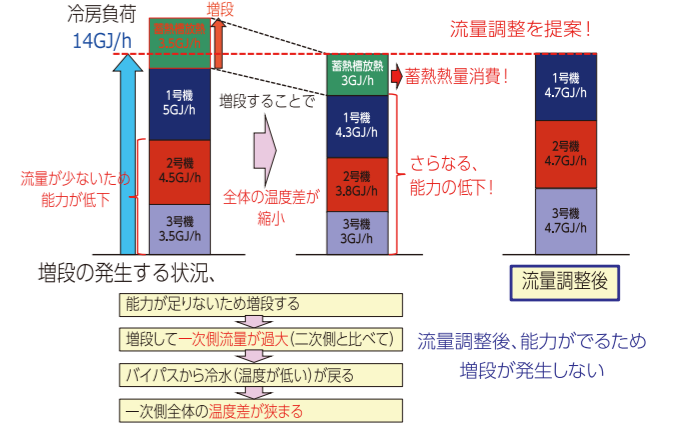 冷房負荷
14GJ/h
増段
蓄熱槽放熱
3.5GJ/h
1号機
5GJ/h
2号機
4.5GJ/h
3号機
3.5GJ/h
流量が少ないため
能力が低下
増段することで
全体の温度差が
縮小
蓄熱槽放熱
3GJ/h
1号機
4.3GJ/h
2号機
3.8GJ/h
3号機
3GJ/h
蓄熱熱量消費！
さらなる、
能力の低下！
流量調整を提案！
1号機
4.7GJ/h
2号機
4.7GJ/h
3号機
4.7GJ/h
流量調整後
増段の発生する状況、
能力が足りないため増段する
増段して一次側流量が過大(二次側と比べて)
バイパスから冷水(温度が低い)が戻る
一次側全体の温度差が狭まる
流量調整後、能力がでるため
増段が発生しない